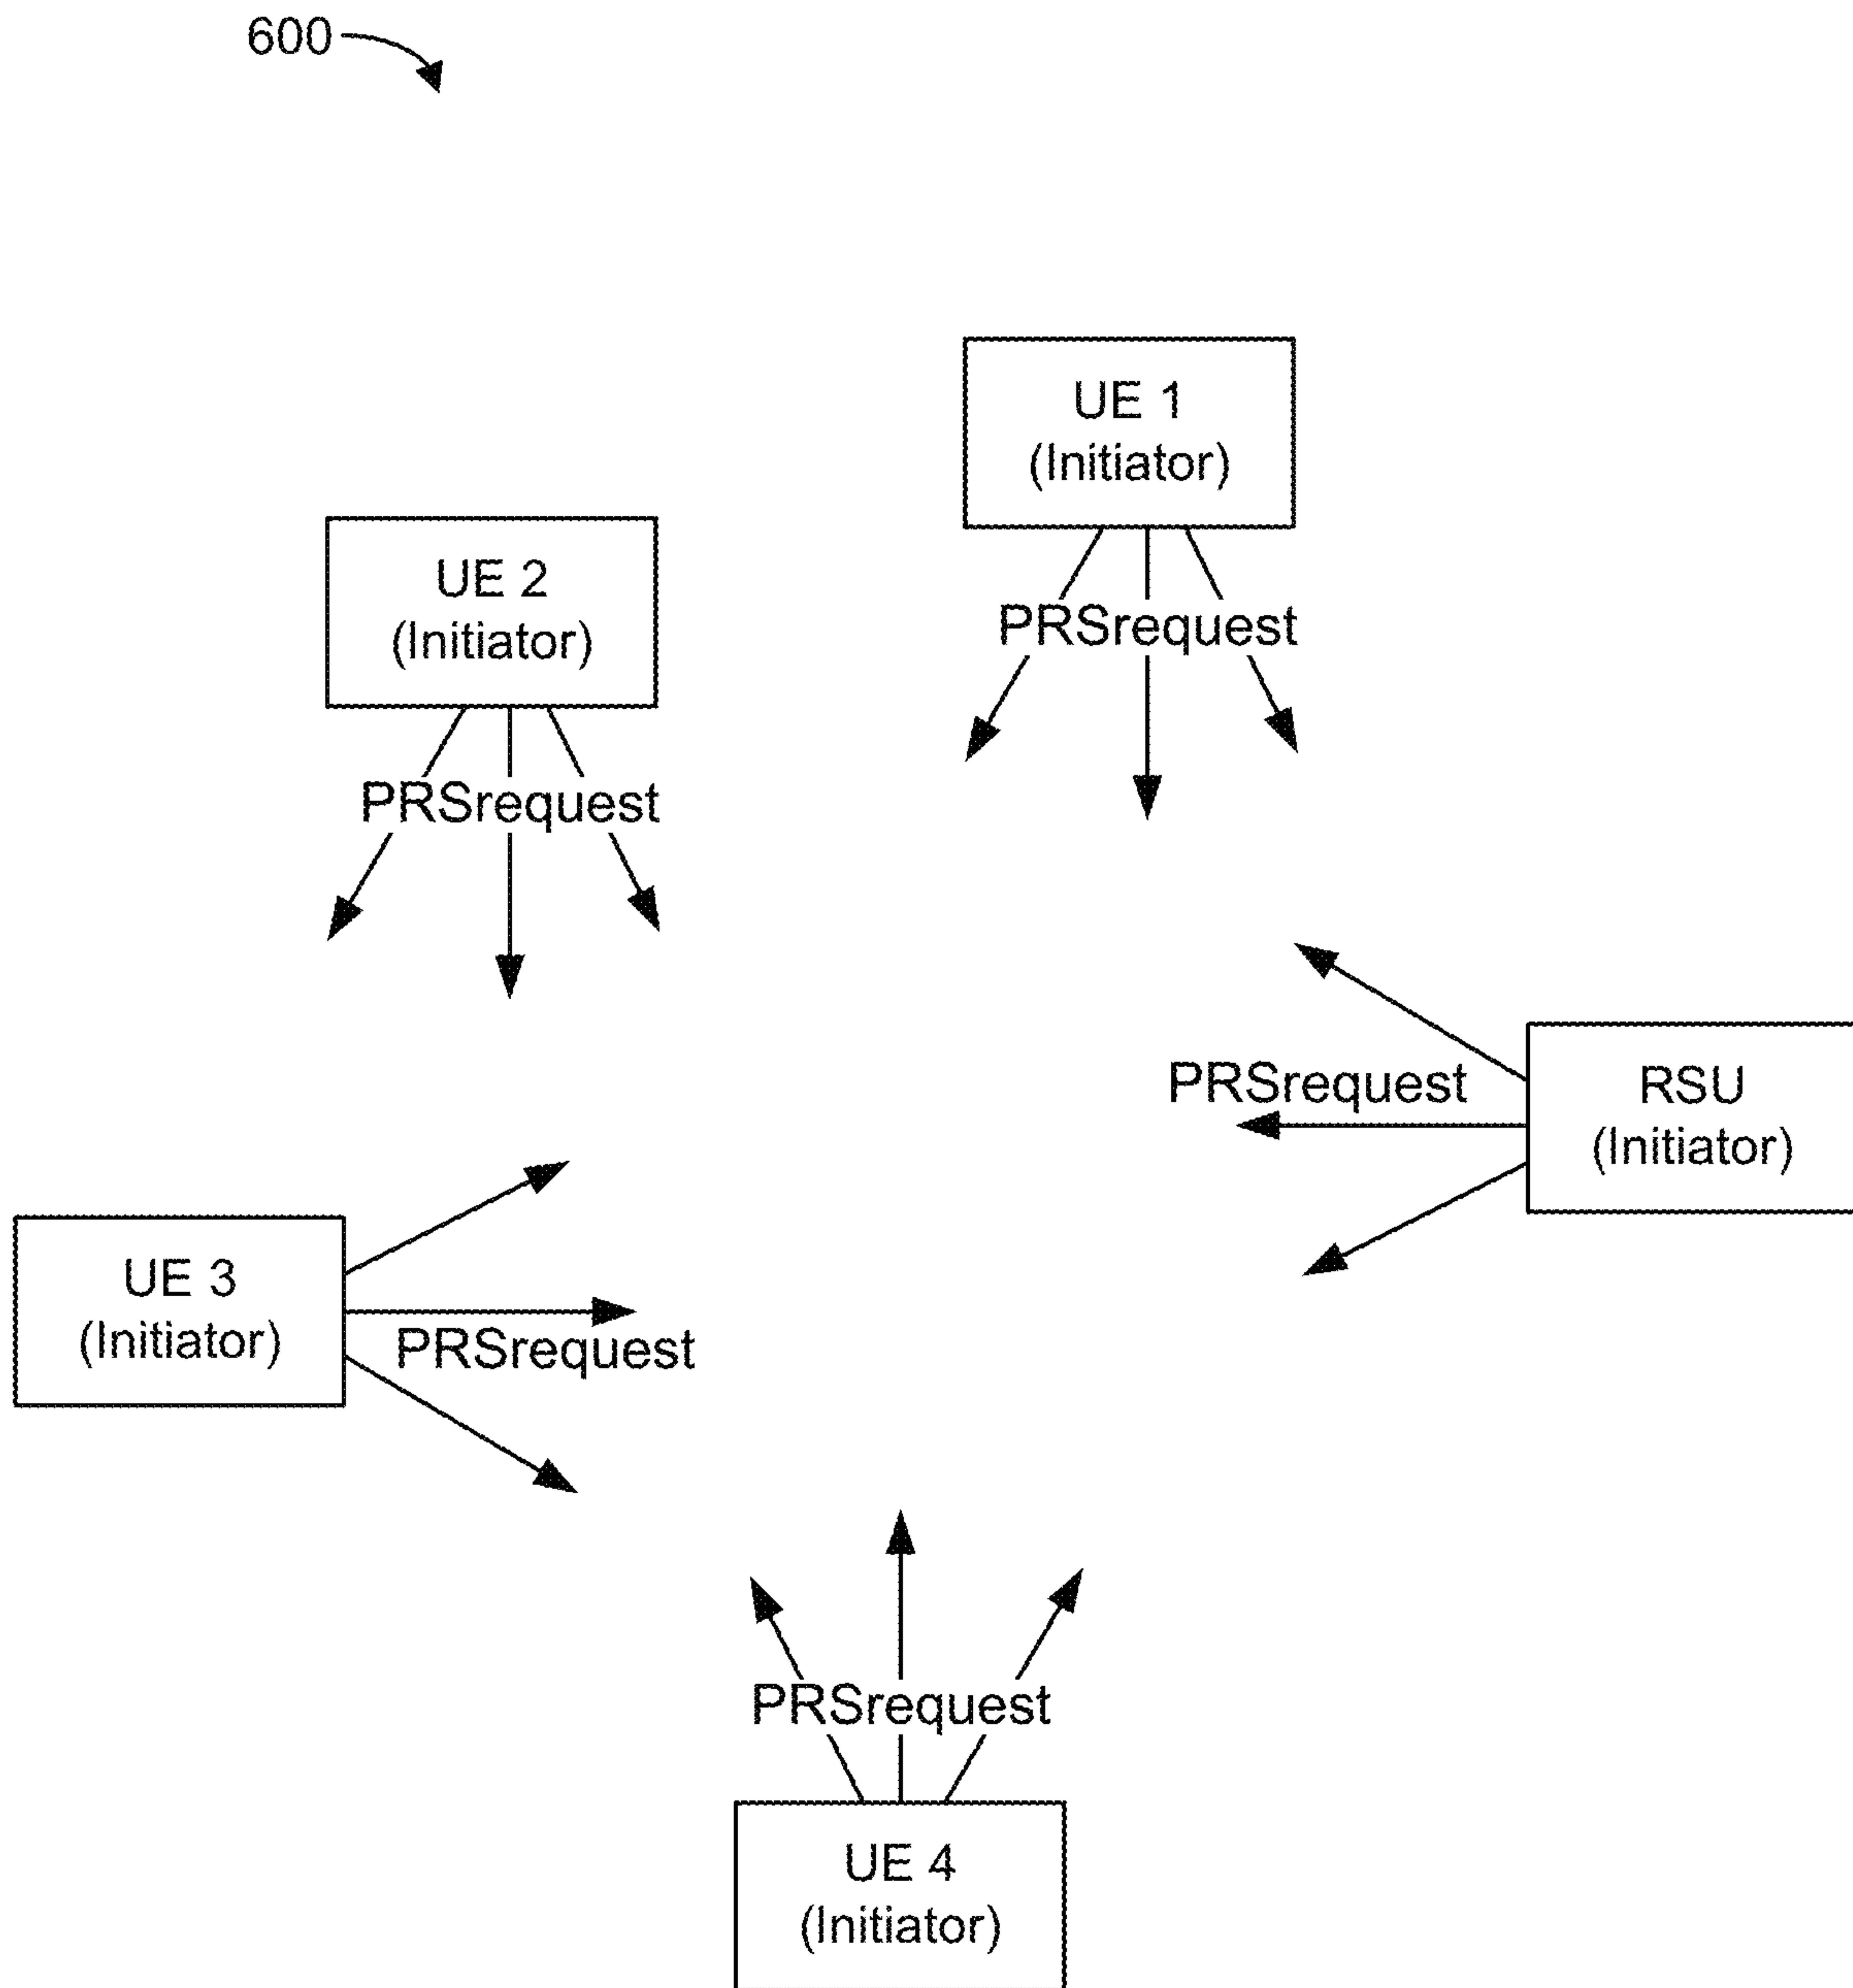 600
UE 1
(Initiator)
PRSrequest
UE 2
(Initiator)
PRSrequest
RSU
(Initiator)
PRSrequest
UE 3
(Initiator)
PRSrequest
PRSrequest
UE 4
(Initiator)